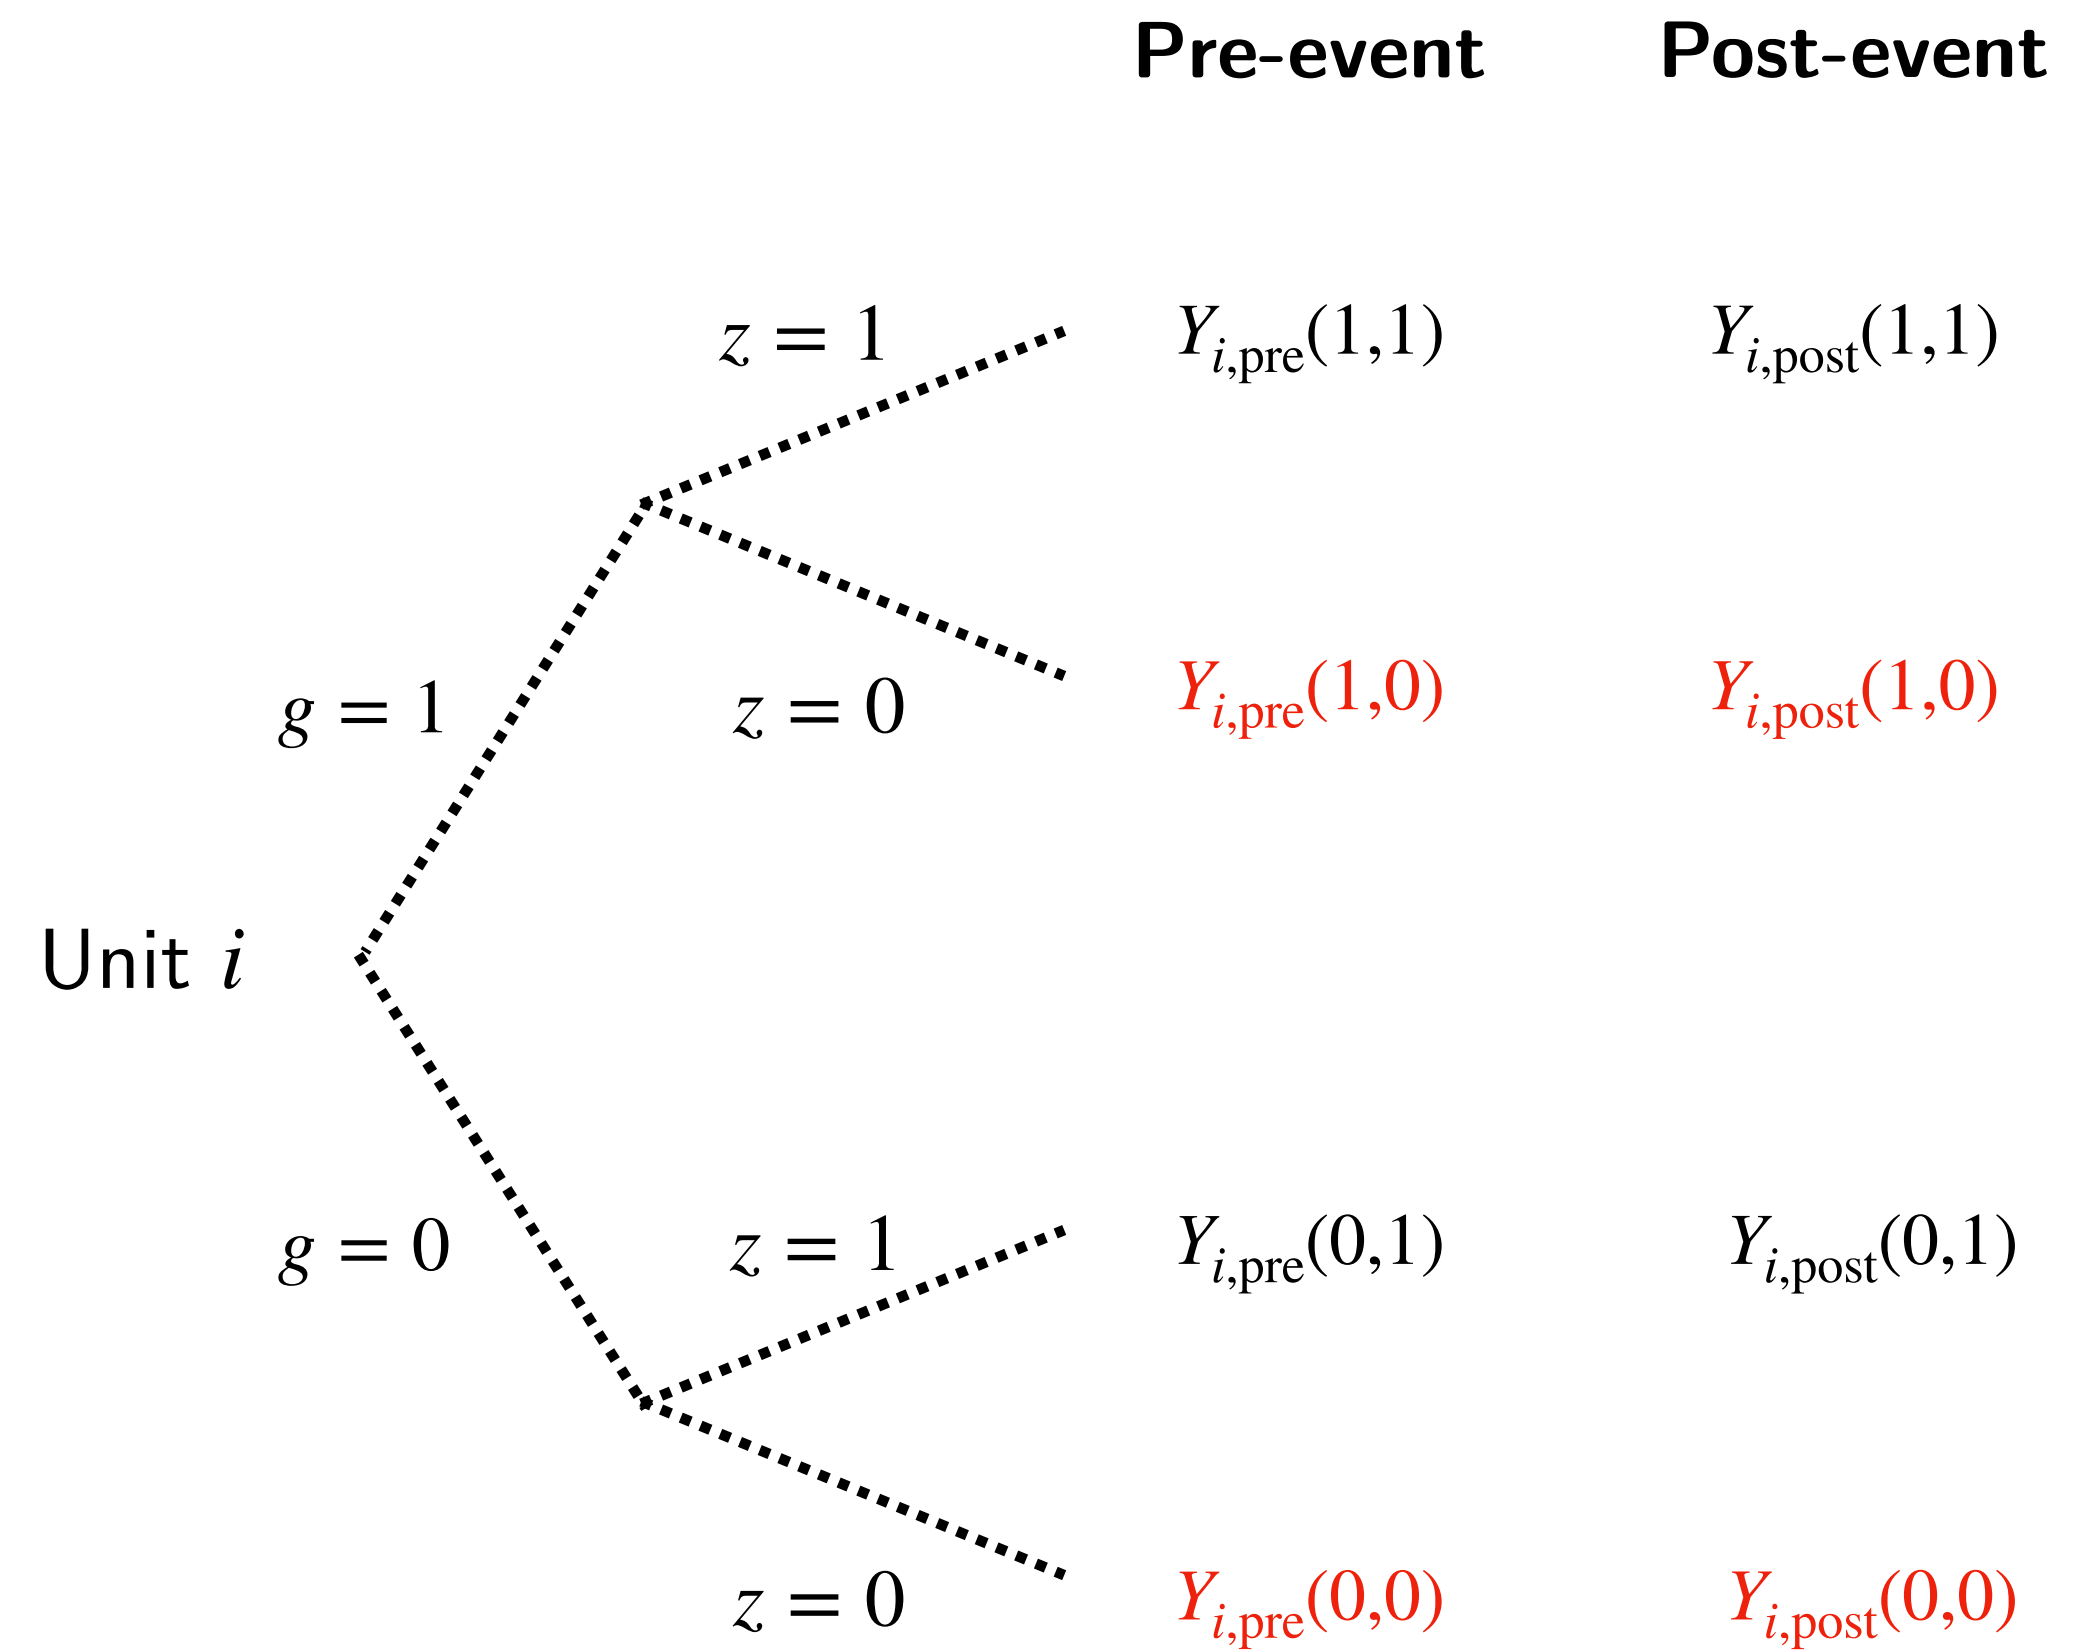 Pre-event Post-event
z = 1 Y_{i,pre}(1,1) Y_{i,post}(1,1)
g = 1 z = 0 Y_{i,pre}(1,0) Y_{i,post}(1,0)
Unit i
g = 0 z = 1 Y_{i,pre}(0,1) Y_{i,post}(0,1)
z = 0 Y_{i,pre}(0,0) Y_{i,post}(0,0)